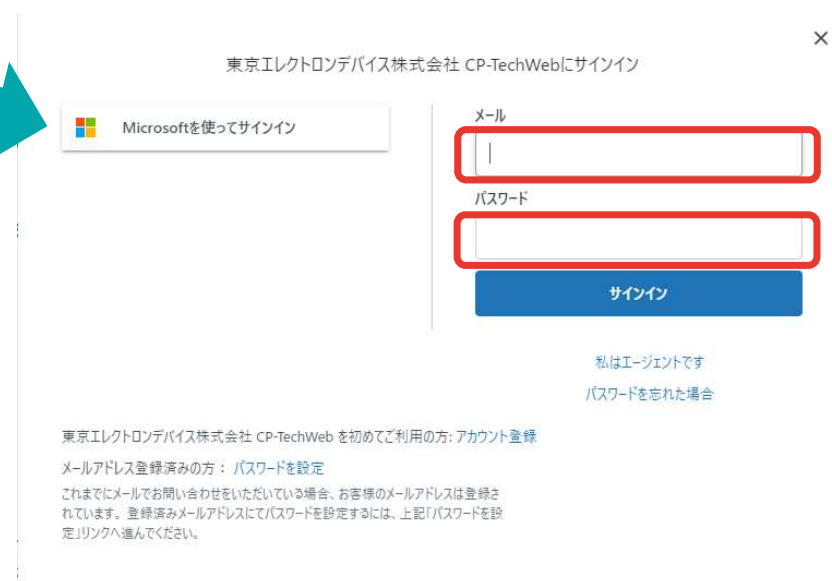 東京エレクトロンデバイス株式会社 CP-TechWebにサインイン
Microsoftを使ってサインイン
メール
パスワード
サインイン
私はエージェントです
パスワードを忘れた場合
東京エレクトロンデバイス株式会社 CP-TechWeb を初めてご利用の方: アカウント登録
メールアドレス登録済みの方： パスワードを設定
これまでにメールでお問い合わせをいただいている場合、お客様のメールアドレスは登録さ
れています。登録済みメールアドレスにてパスワードを設定するには、上記「パスワードを設
定」リンクへ進んでください。